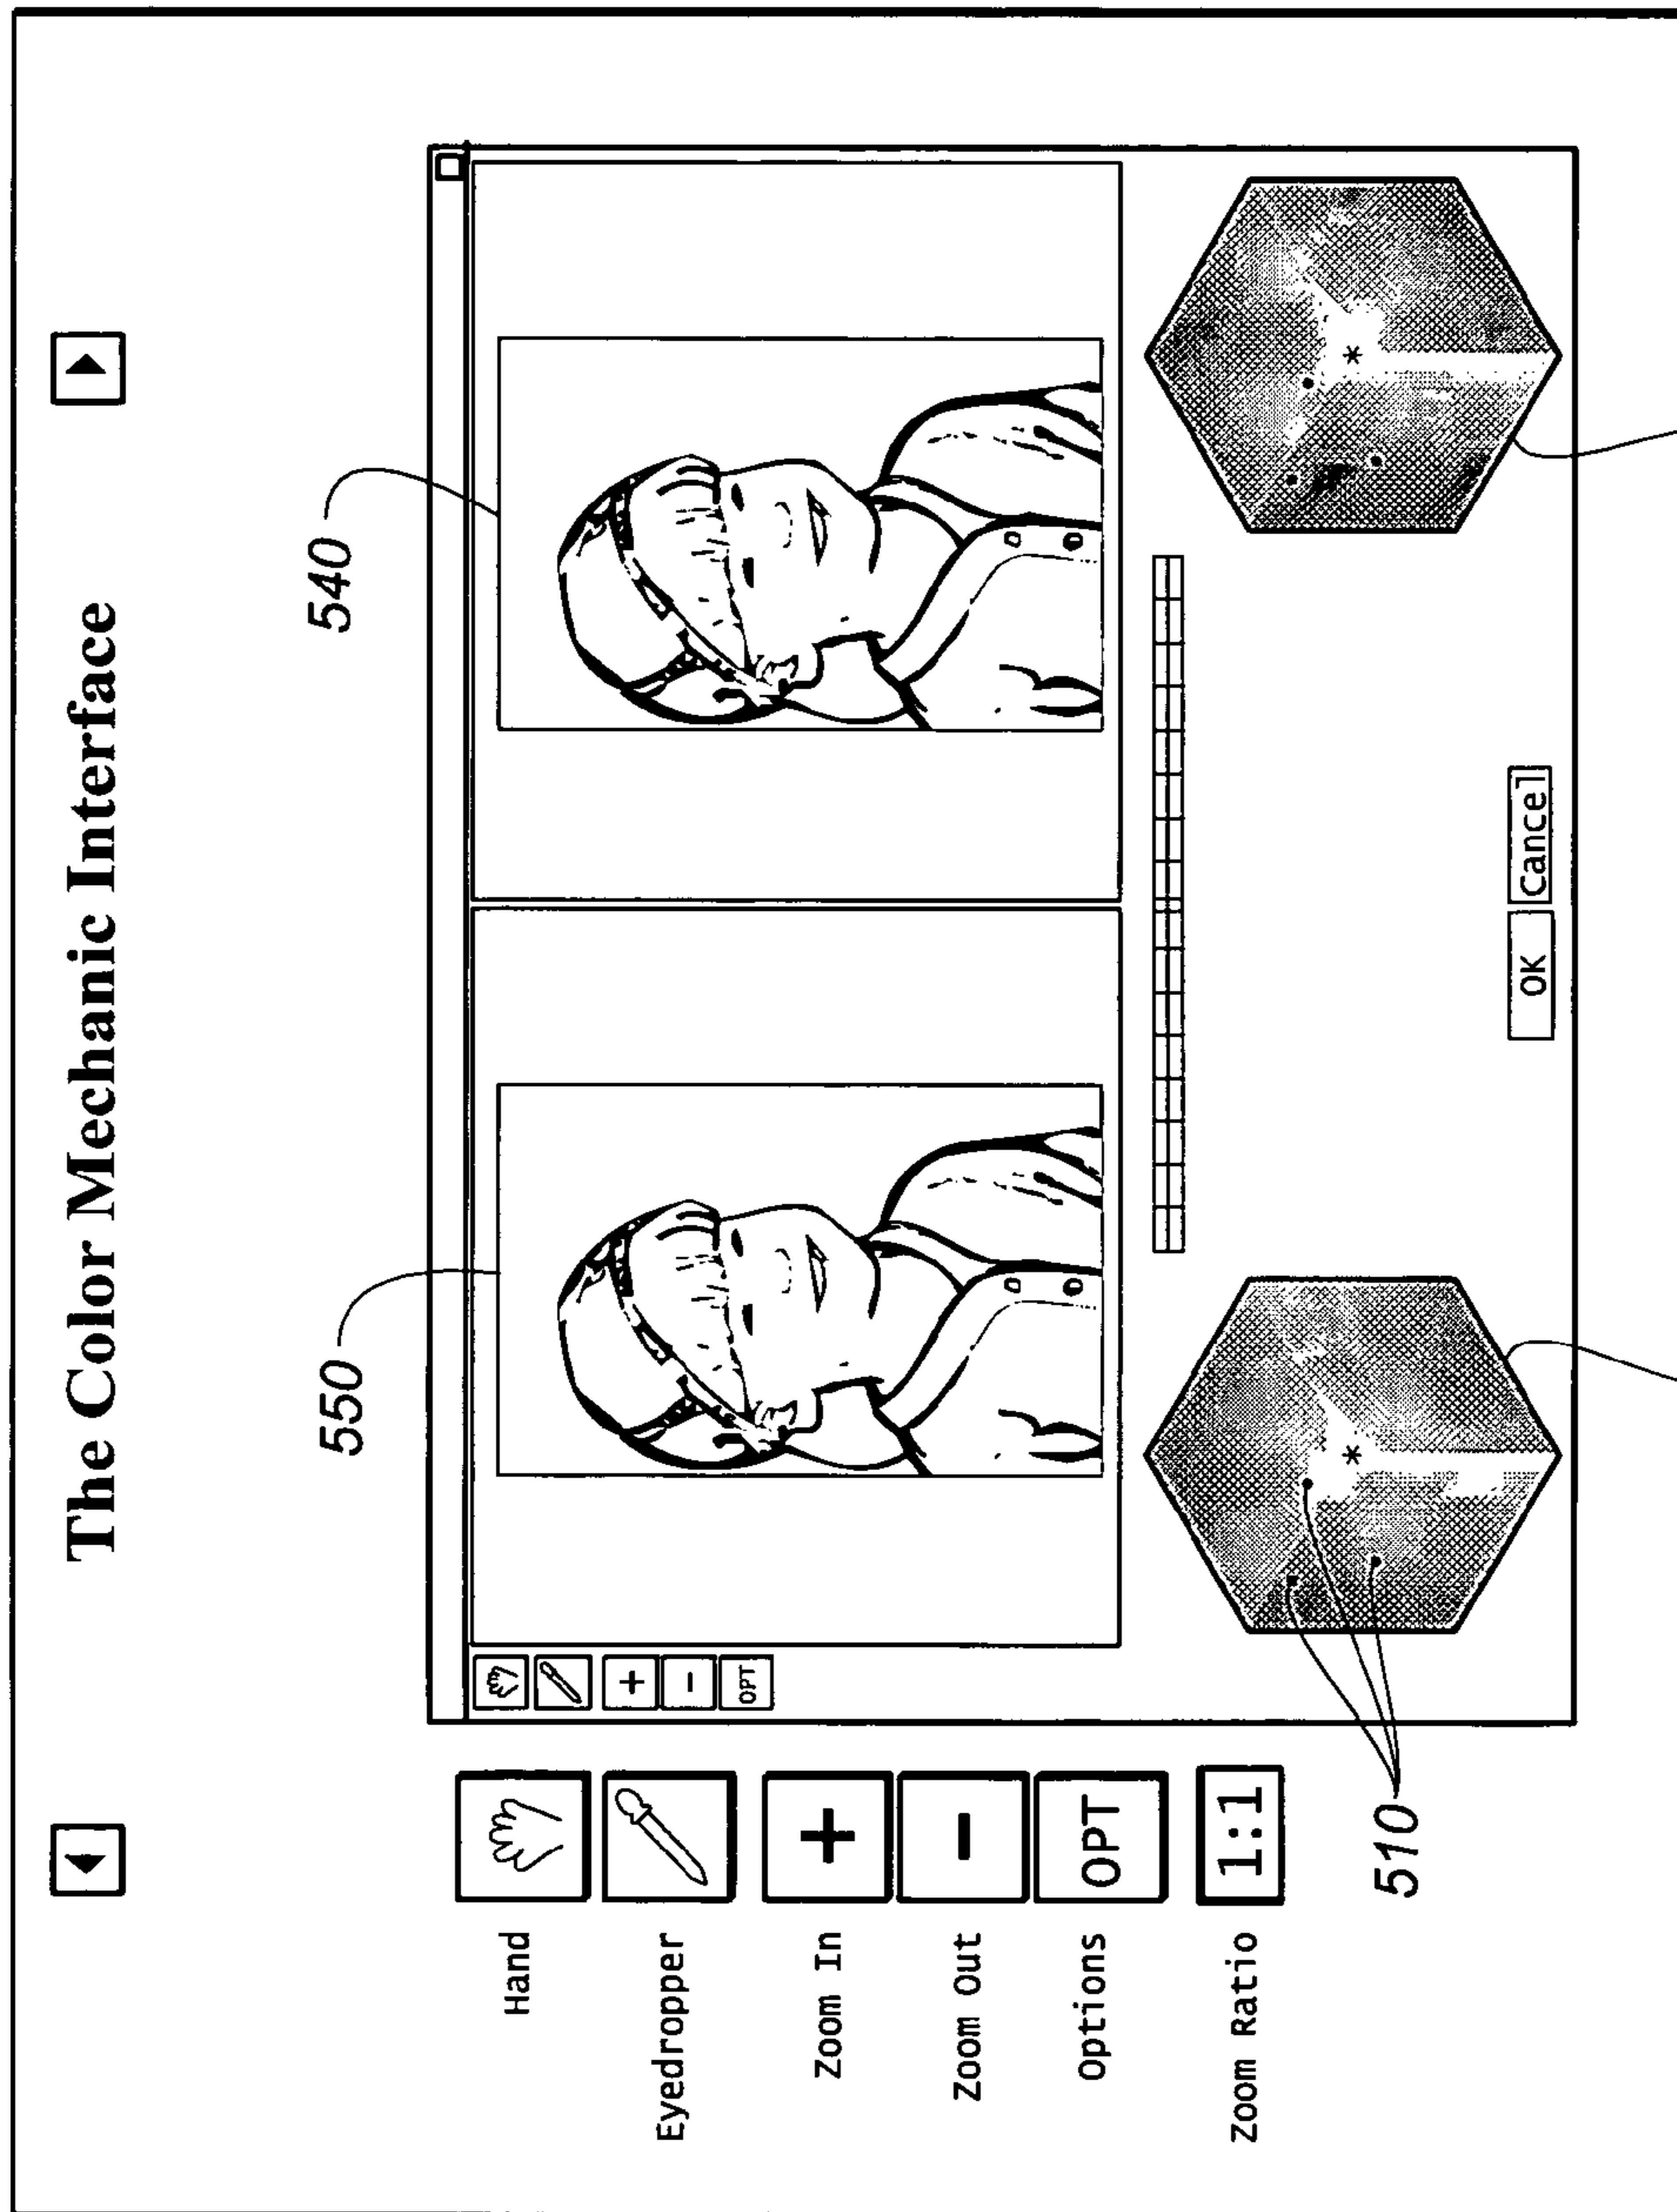 The Color Mechanic Interface
550
540
Hand
Eyedropper
Zoom In
+
Zoom Out
-
Options
OPT
Zoom Ratio
1:1
+
-
OPT
510
OK
Cancel